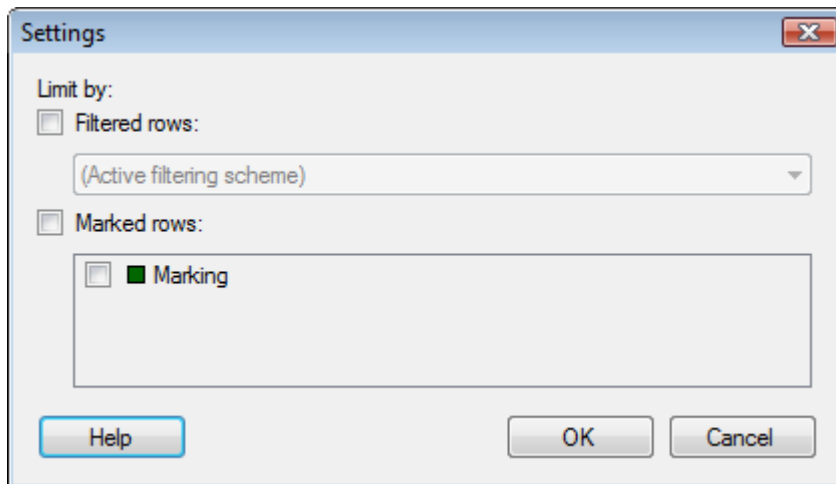 Settings
Limit by:
Filtered rows:
(Active filtering scheme)
Marked rows:
Marking
Help
OK
Cancel